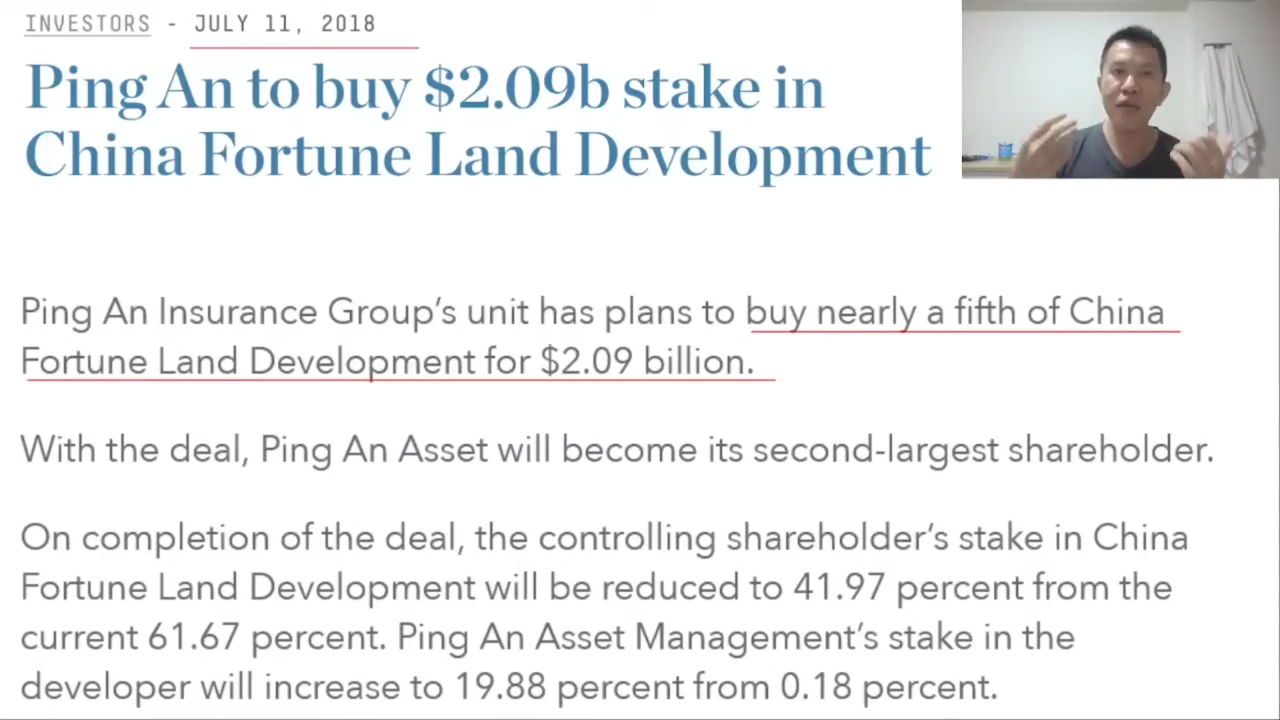 INVESTORS - JULY 11, 2018
Ping An to buy $2.09b stake in
China Fortune Land Development
Ping An Insurance Group’s unit has plans to buy nearly a fifth of China
Fortune Land Development for $2.09 billion.
With the deal, Ping An Asset will become its second-largest shareholder.
On completion of the deal, the controlling shareholder’s stake in China
Fortune Land Development will be reduced to 41.97 percent from the
current 61.67 percent. Ping An Asset Management’s stake in the
developer will increase to 19.88 percent from 0.18 percent.